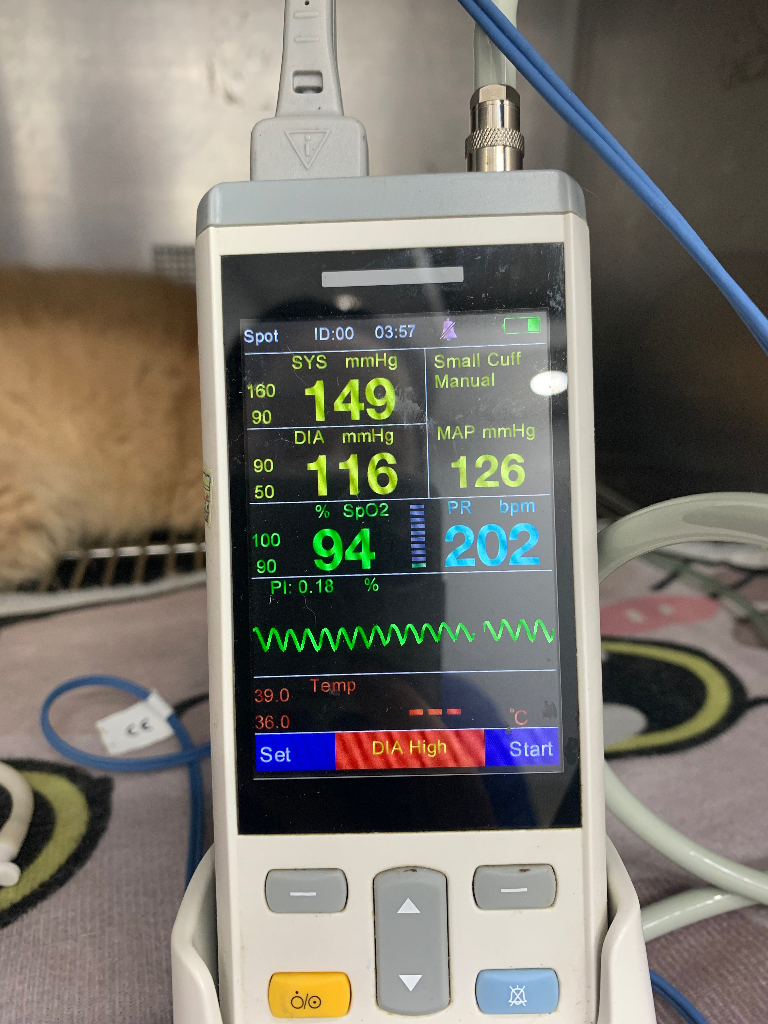 Spot ID:00 03:57
SYS mmHg
160
90
149
Small Cuff
Manual
DIA mmHg
90
50
116
MAP mmHg
126
% SpO2
100
90
94
PR bpm
202
PI: 0.18 %
Temp
39.0
36.0
--- °C
Set DIA High Start
CE